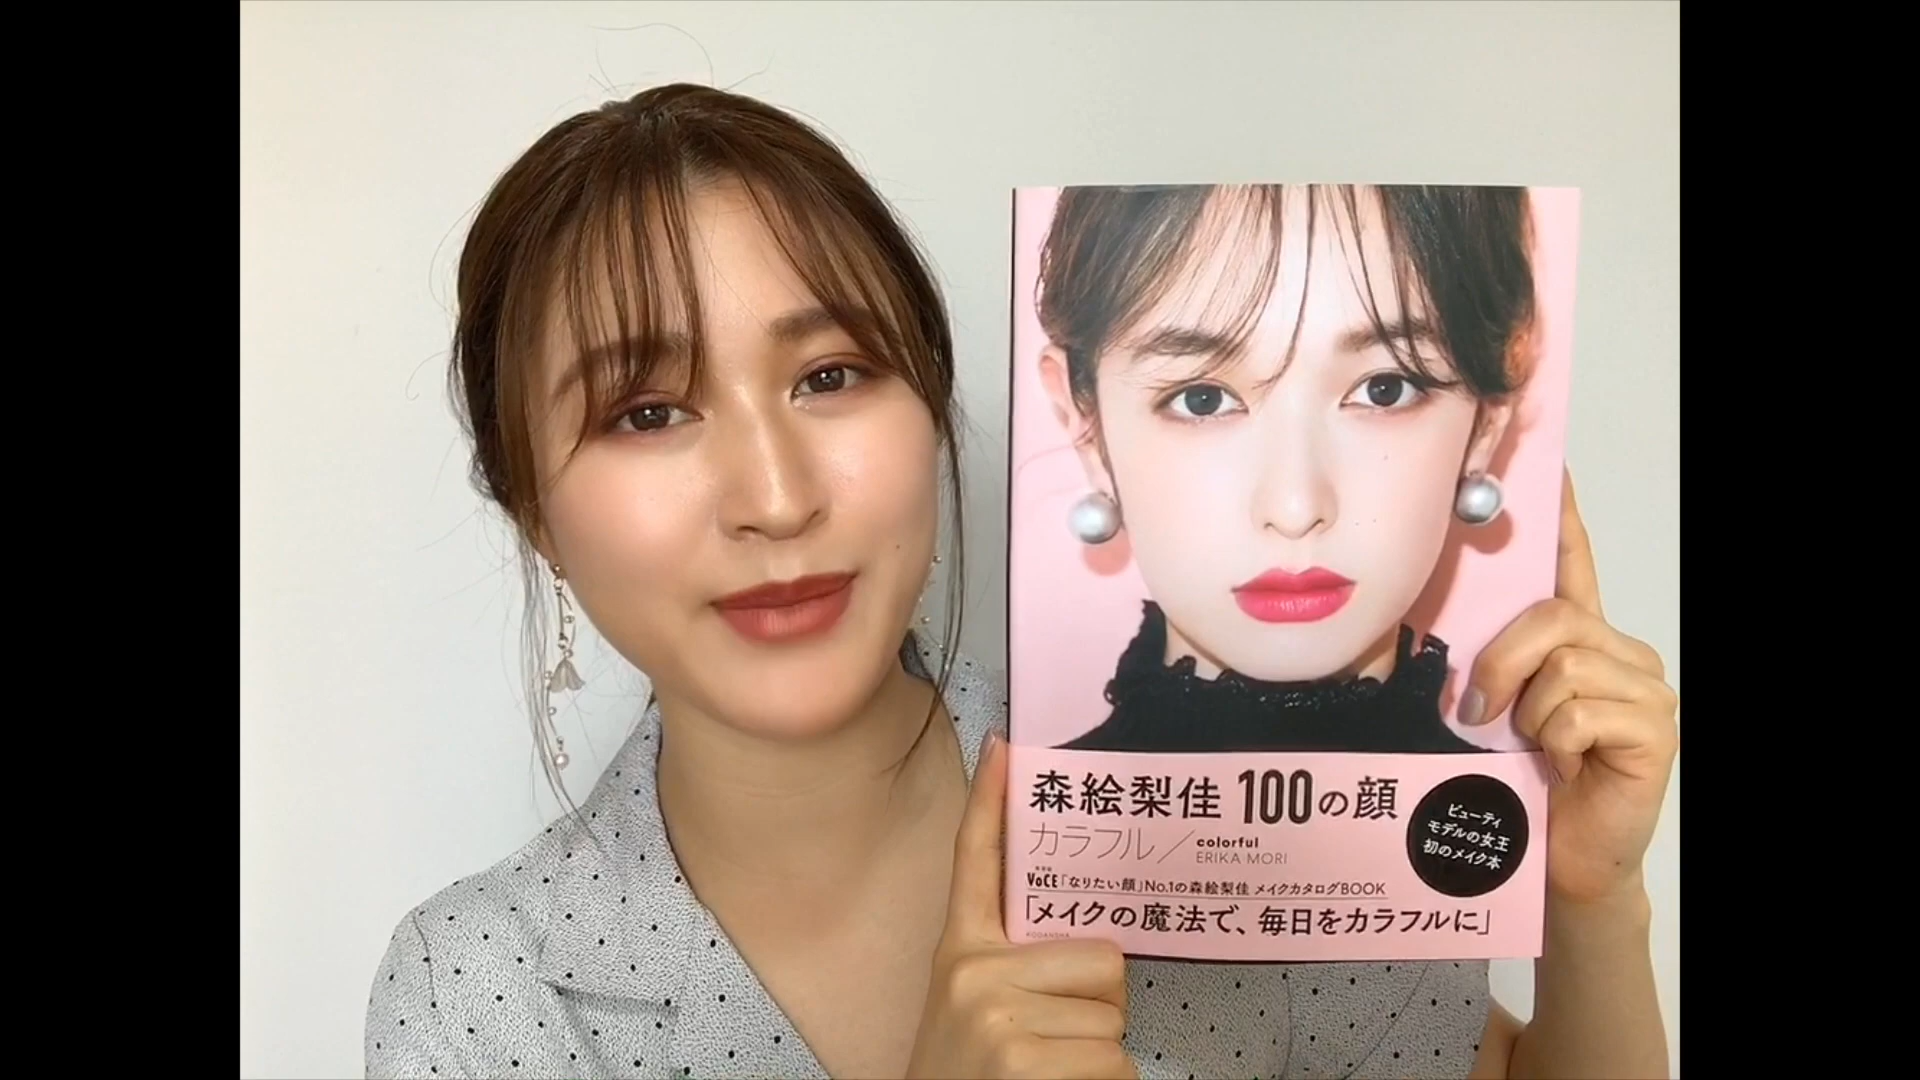 森絵梨佳 100の顔
カラフル／colorful
ERIKA MORI
ビューティ
モデルの女王
初のメイク本
VoCE「なりたい顔」No.1の森絵梨佳 メイクカタログBOOK
「メイクの魔法で、毎日をカラフルに」
KODANSHA